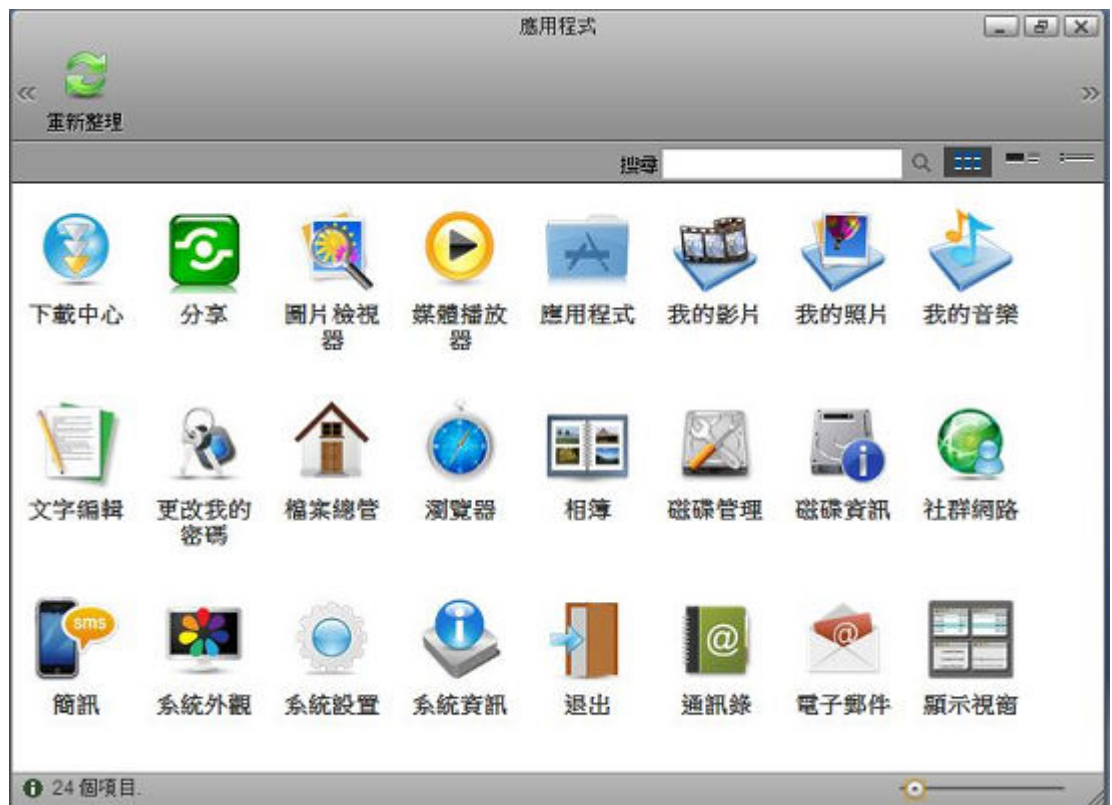 應用程式
«
重新整理
»
搜尋
下載中心
分享
圖片檢視
器
媒體播放
器
應用程式
我的影片
我的照片
我的音樂
文字編輯
更改我的
密碼
檔案總管
瀏覽器
相簿
磁碟管理
磁碟資訊
社群網路
sms
簡訊
系統外觀
系統設置
系統資訊
退出
@
通訊錄
@
電子郵件
顯示視窗
24 個項目.